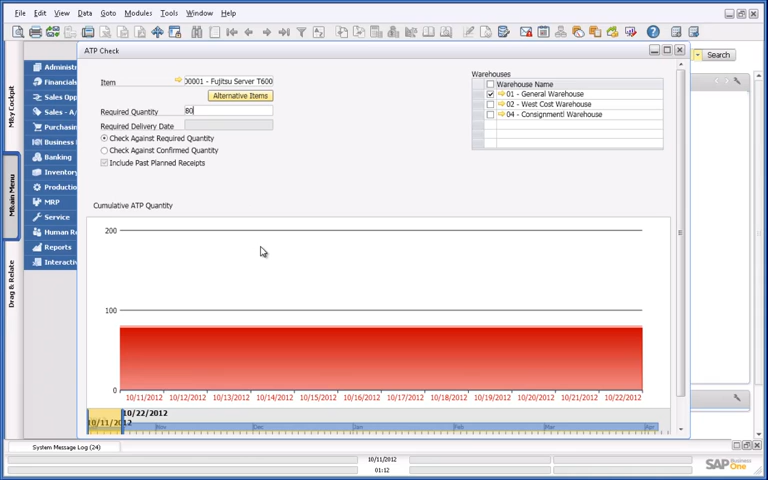 File Edit View Data Goto Modules Tools Window Help
Search
ATP Check
Item
00001 - Fujitsu Server T600
Alternative Items
Required Quantity
80
Required Delivery Date
Check Against Required Quantity
Check Against Confirmed Quantity
Include Past Planned Receipts
Warehouses
Warehouse Name
01 - General Warehouse
02 - West Cost Warehouse
04 - Consignment Warehouse
My Cockpit
Main Menu
Drag & Relate
Administ
Financials
Sales Opp
Sales - A/
Purchasin
Business
Banking
Inventory
Productio
MRP
Service
Human Re
Reports
Interactiv
Cumulative ATP Quantity
200
100
0
10/11/2012 10/12/2012 10/13/2012 10/14/2012 10/15/2012 10/16/2012 10/17/2012 10/18/2012 10/19/2012 10/20/2012 10/21/2012 10/22/2012
10/22/2012
10/11/2012
Nov Dec Jan Feb Mar Apr
System Message Log (24)
10/11/2012
01:12
SAP Business One